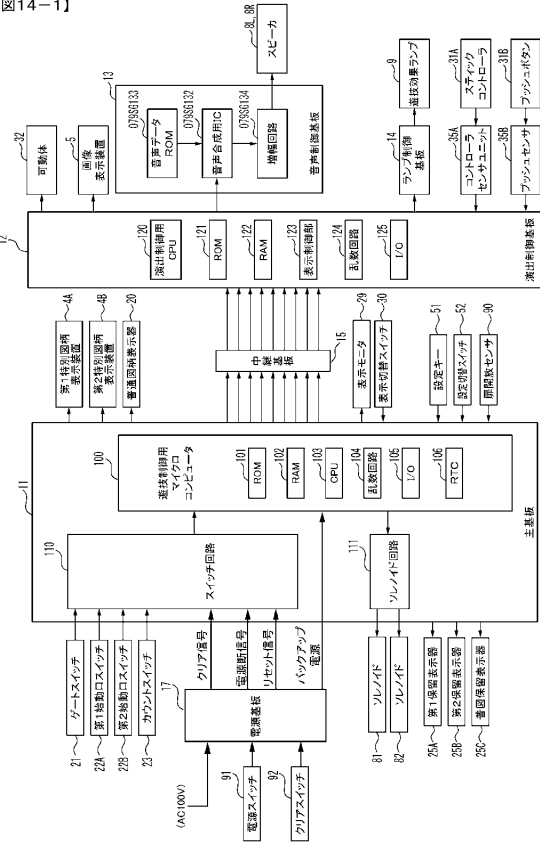 【図14-1】
32
可動体
5
画像
表示装置
13
079SG133
音声データ
ROM
079SG132
音声合成用IC
079SG134
増幅回路
音声制御基板
8L,8R
スピーカ
9
遊技効果ランプ
14
ランプ制御
基板
31A
スティック
コントローラ
35A
コントローラ
センサユニット
31B
プッシュボタン
35B
プッシュセンサ
12
120
演出制御用
CPU
121
ROM
122
RAM
123
表示制御部
124
乱数回路
125
I/O
演出制御基板
4A
第1特別図柄
表示装置
4B
第2特別図柄
表示装置
20
普通図柄表示器
中継基板
15
29
表示モニタ
30
表示切替スイッチ
51
設定キー
52
設定切替スイッチ
90
扉開放センサ
11
100
遊技制御用
マイクロ
コンピュータ
101
ROM
102
RAM
103
CPU
104
乱数回路
105
I/O
106
RTC
主基板
110
スイッチ回路
111
ソレノイド回路
21
ゲートスイッチ
22A
第1始動口スイッチ
22B
第2始動口スイッチ
23
カウントスイッチ
クリア信号
電源断信号
リセット信号
バックアップ
電源
17
電源基板
(AC100V)
91
電源スイッチ
92
クリアスイッチ
81
ソレノイド
82
ソレノイド
25A
第1保留表示器
25B
第2保留表示器
25C
普図保留表示器